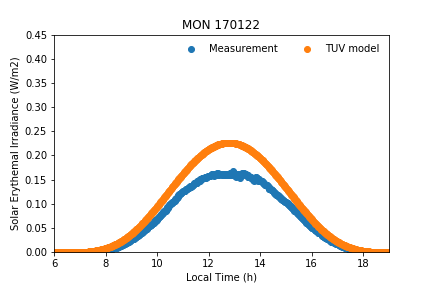 MON 170122
Measurement
TUV model
Solar Erythemal Irradiance (W/m2)
0.45
0.40
0.35
0.30
0.25
0.20
0.15
0.10
0.05
0.00
6 8 10 12 14 16 18
Local Time (h)